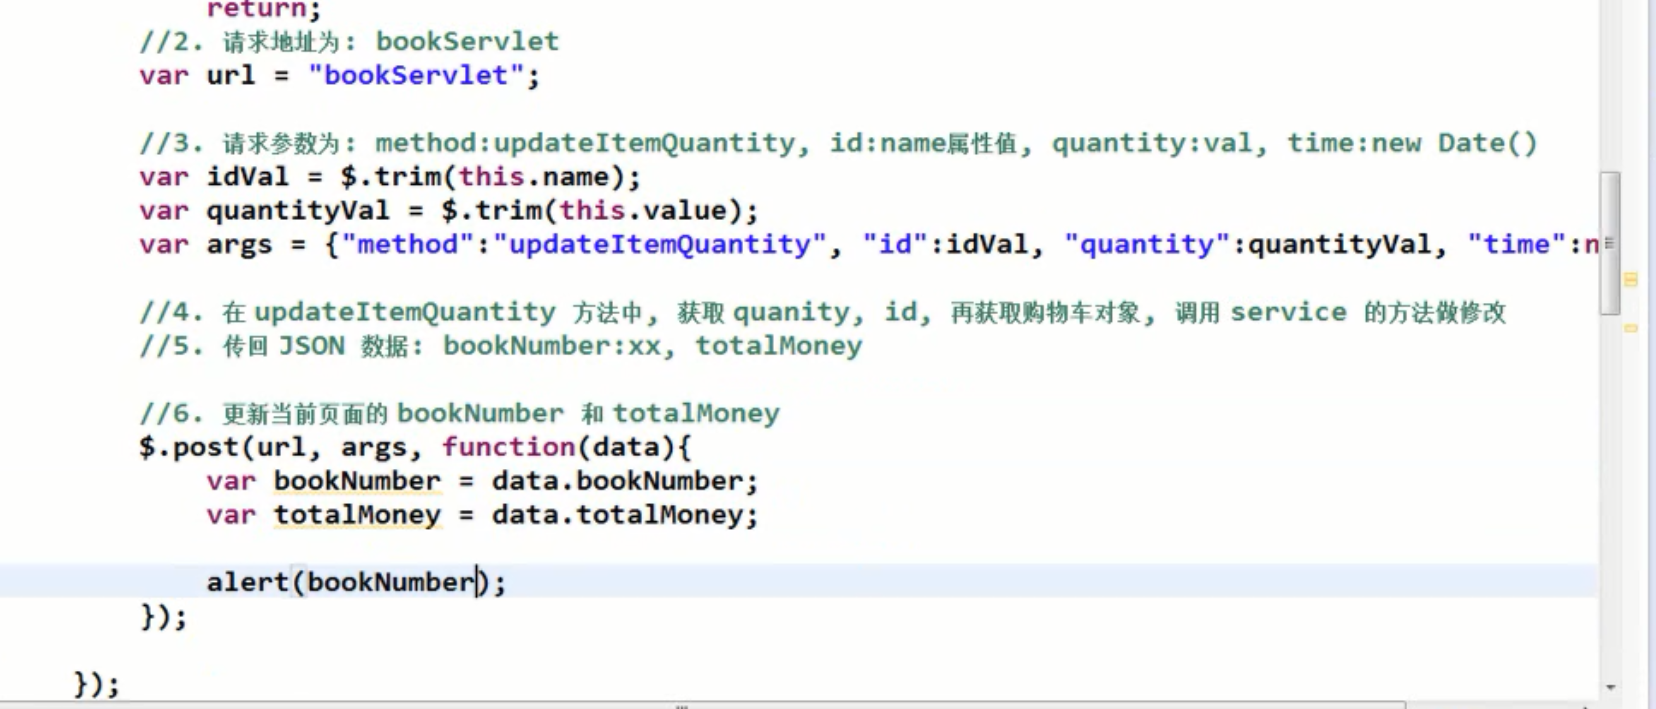 return;
//2. 请求地址为: bookServlet
var url = "bookServlet";
//3. 请求参数为: method:updateItemQuantity, id:name属性值, quantity:val, time:new Date()
var idVal = $.trim(this.name);
var quantityVal = $.trim(this.value);
var args = {"method":"updateItemQuantity", "id":idVal, "quantity":quantityVal, "time":n
//4. 在 updateItemQuantity 方法中, 获取 quanity, id, 再获取购物车对象, 调用 service 的方法做修改
//5. 传回 JSON 数据: bookNumber:xx, totalMoney
//6. 更新当前页面的 bookNumber 和 totalMoney
$.post(url, args, function(data){
var bookNumber = data.bookNumber;
var totalMoney = data.totalMoney;
alert(bookNumber);
});
});